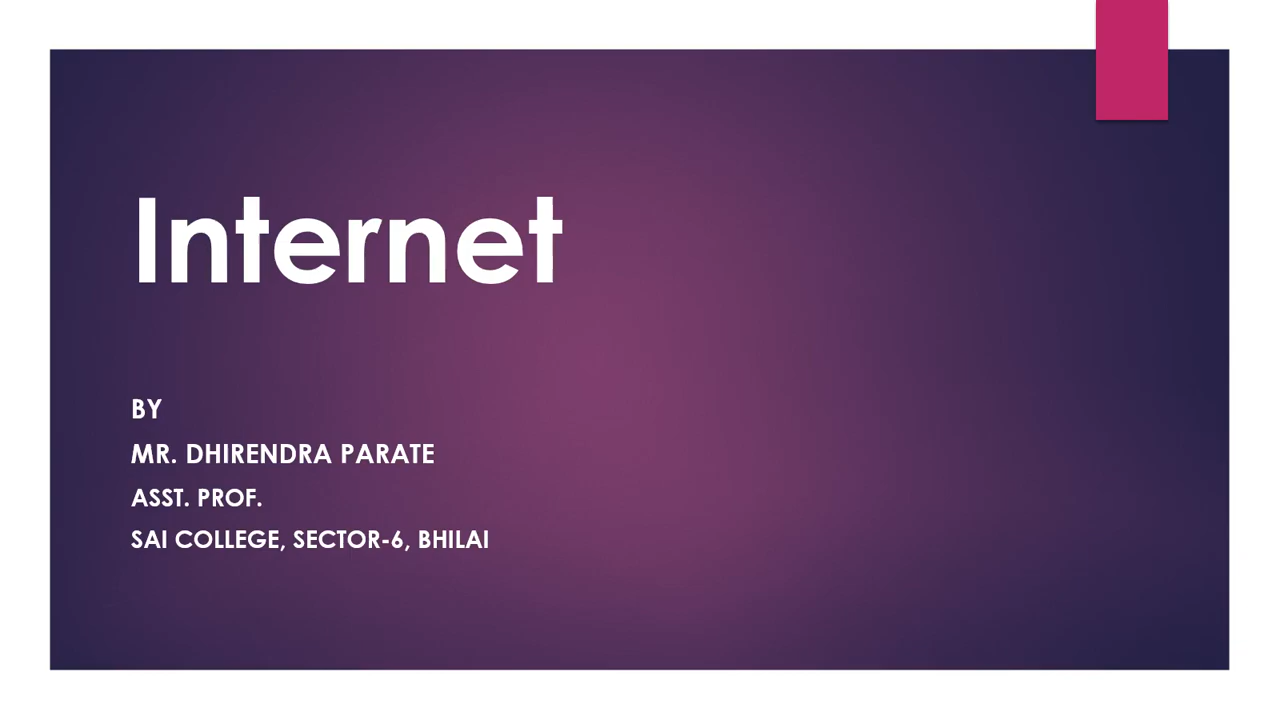 Internet
BY
MR. DHIRENDRA PARATE
ASST. PROF.
SAI COLLEGE, SECTOR-6, BHILAI